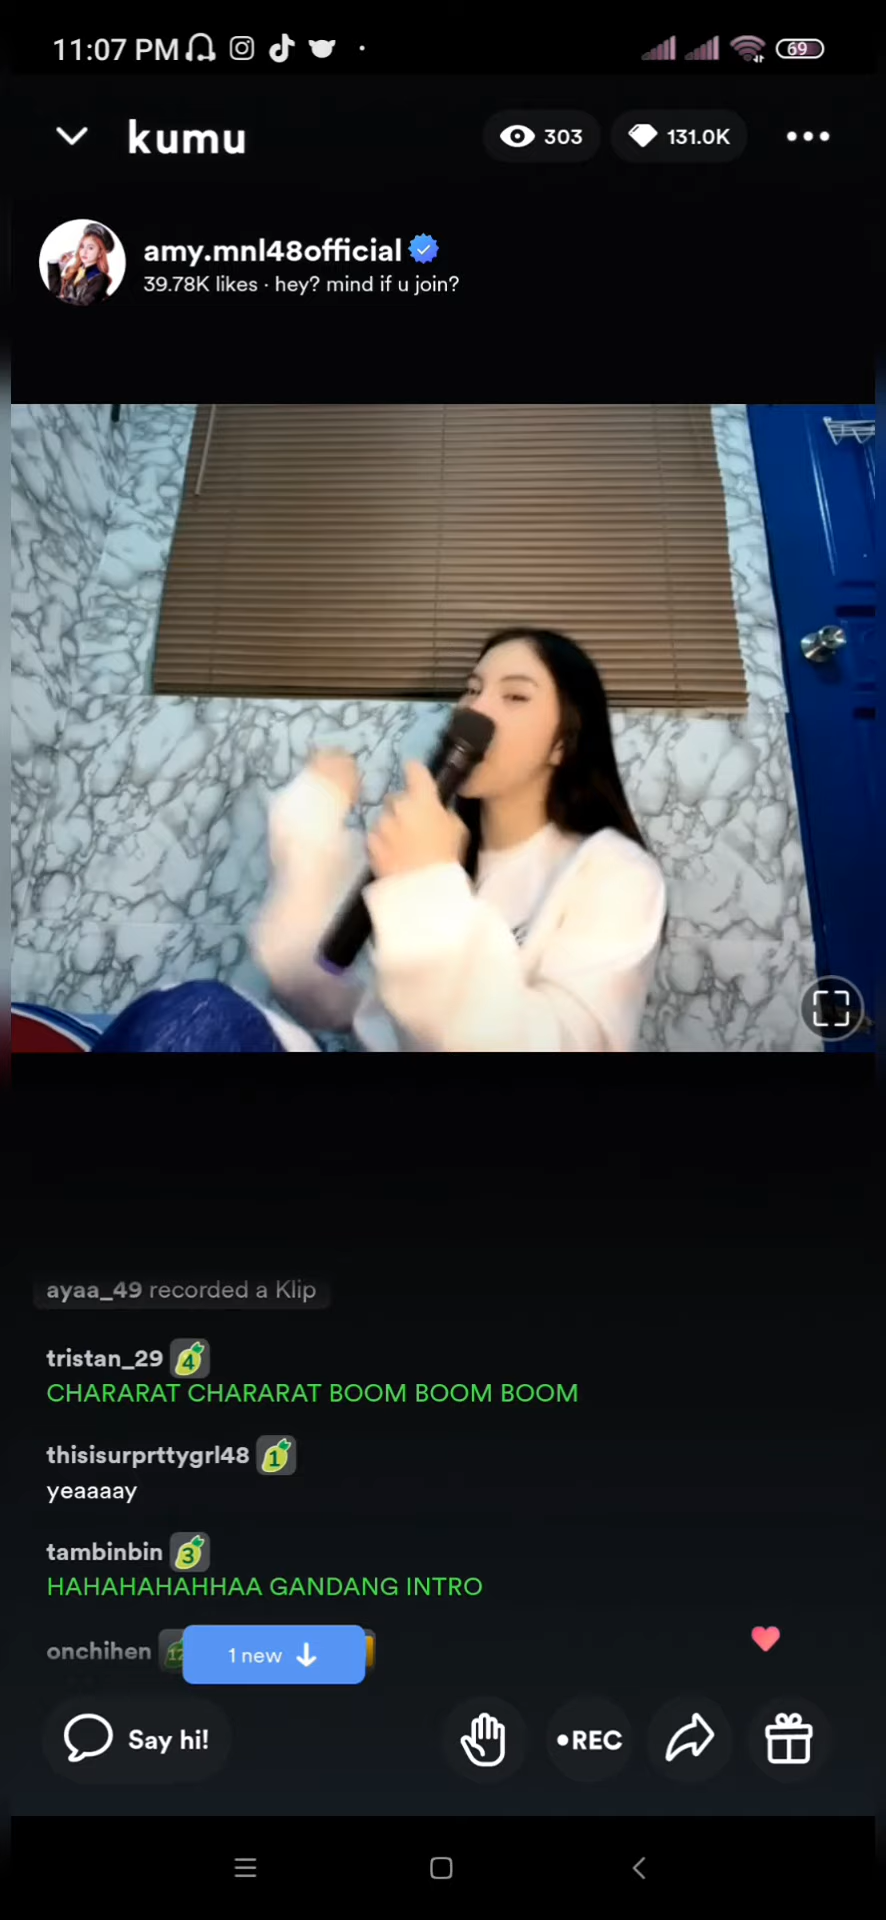 11:07 PM
69
kumu
303
131.0K
amy.mnl48official
39.78K likes · hey? mind if u join?
ayaa_49 recorded a Klip
tristan_29 4
CHARARAT CHARARAT BOOM BOOM BOOM
thisisurprttygrl48 1
yeaaaay
tambinbin 3
HAHAHAHAHHAA GANDANG INTRO
onchihen 12
1 new
Say hi!
•REC